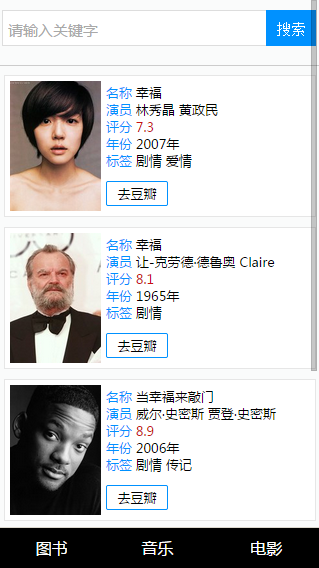 请输入关键字
搜索
名称 幸福
演员 林秀晶 黄政民
评分 7.3
年份 2007年
标签 剧情 爱情
去豆瓣
名称 幸福
演员 让-克劳德·德鲁奥 Claire
评分 8.1
年份 1965年
标签 剧情
去豆瓣
名称 当幸福来敲门
演员 威尔·史密斯 贾登·史密斯
评分 8.9
年份 2006年
标签 剧情 传记
去豆瓣
图书 音乐 电影